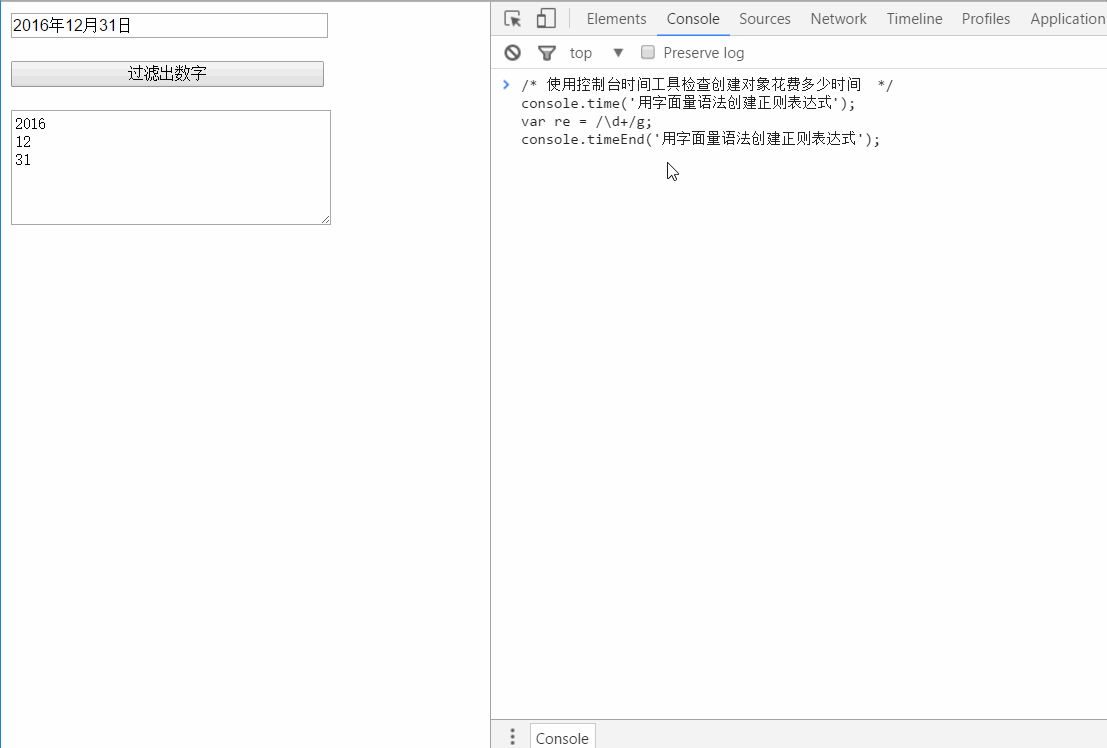 2016年12月31日
过滤出数字
2016
12
31
Elements Console Sources Network Timeline Profiles Application
top Preserve log
/* 使用控制台时间工具检查创建对象花费多少时间  */
console.time('用字面量语法创建正则表达式');
var re = /\d+/g;
console.timeEnd('用字面量语法创建正则表达式');
Console